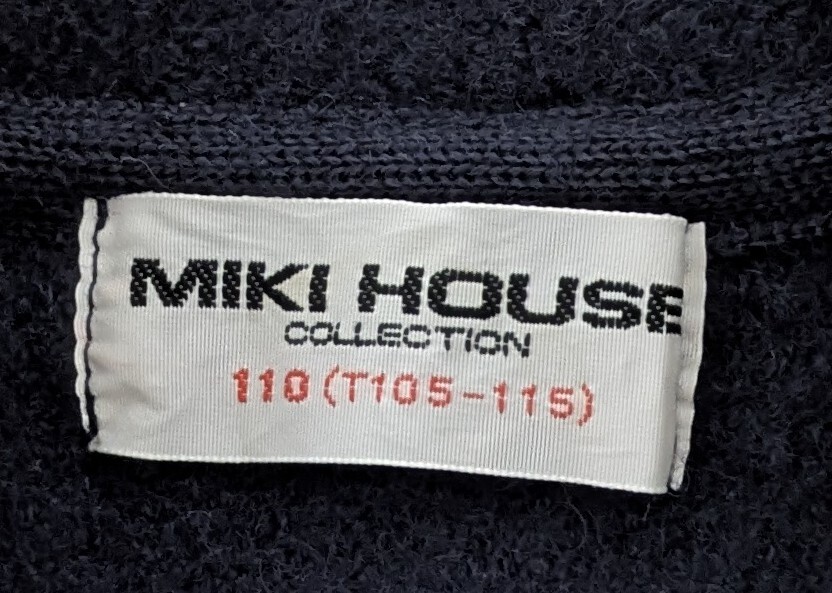 MIKI HOUSE
COLLECTION
110 (T105-115)